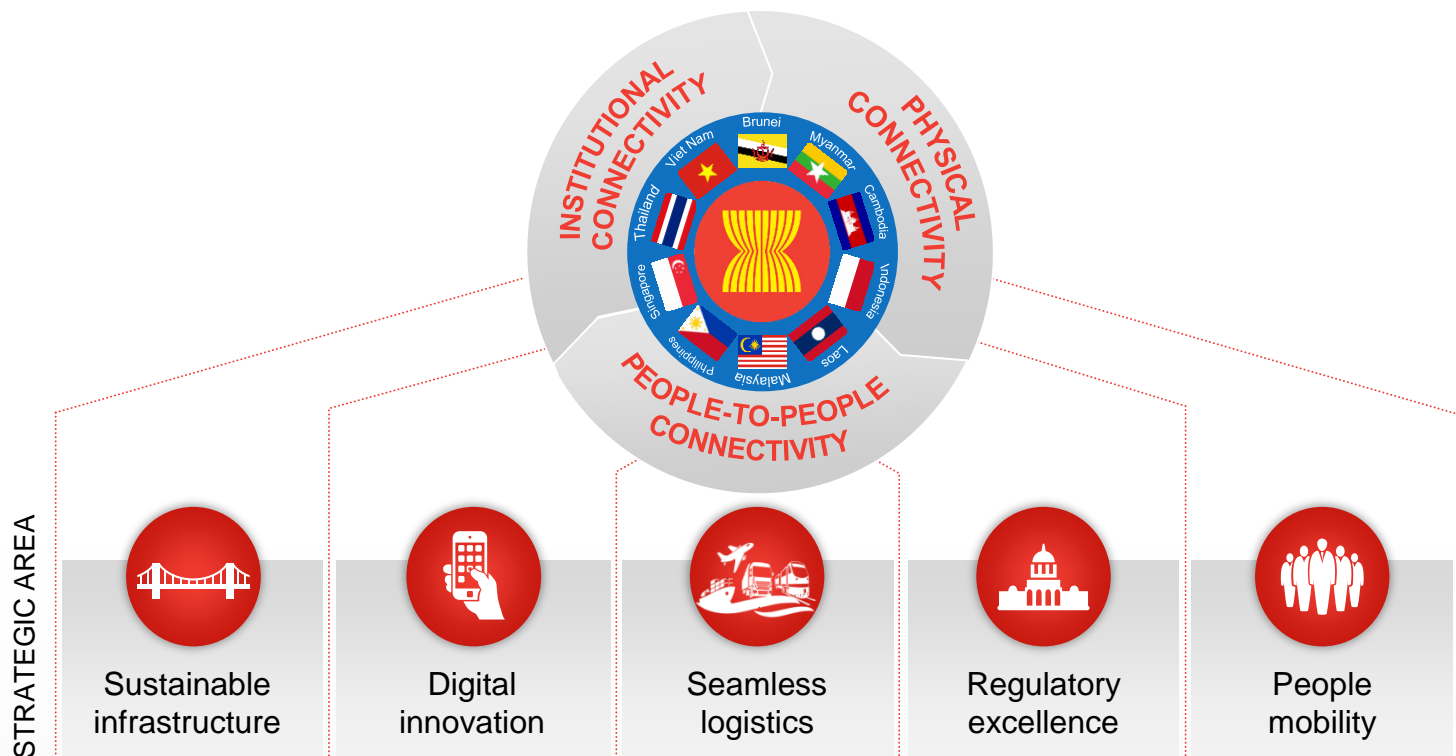 INSTITUTIONAL
CONNECTIVITY
PHYSICAL
CONNECTIVITY
PEOPLE-TO-PEOPLE
CONNECTIVITY
Brunei
Myanmar
Cambodia
Indonesia
Laos
Malaysia
Philippines
Singapore
Thailand
Viet Nam
STRATEGIC AREA
Sustainable
infrastructure
Digital
innovation
Seamless
logistics
Regulatory
excellence
People
mobility